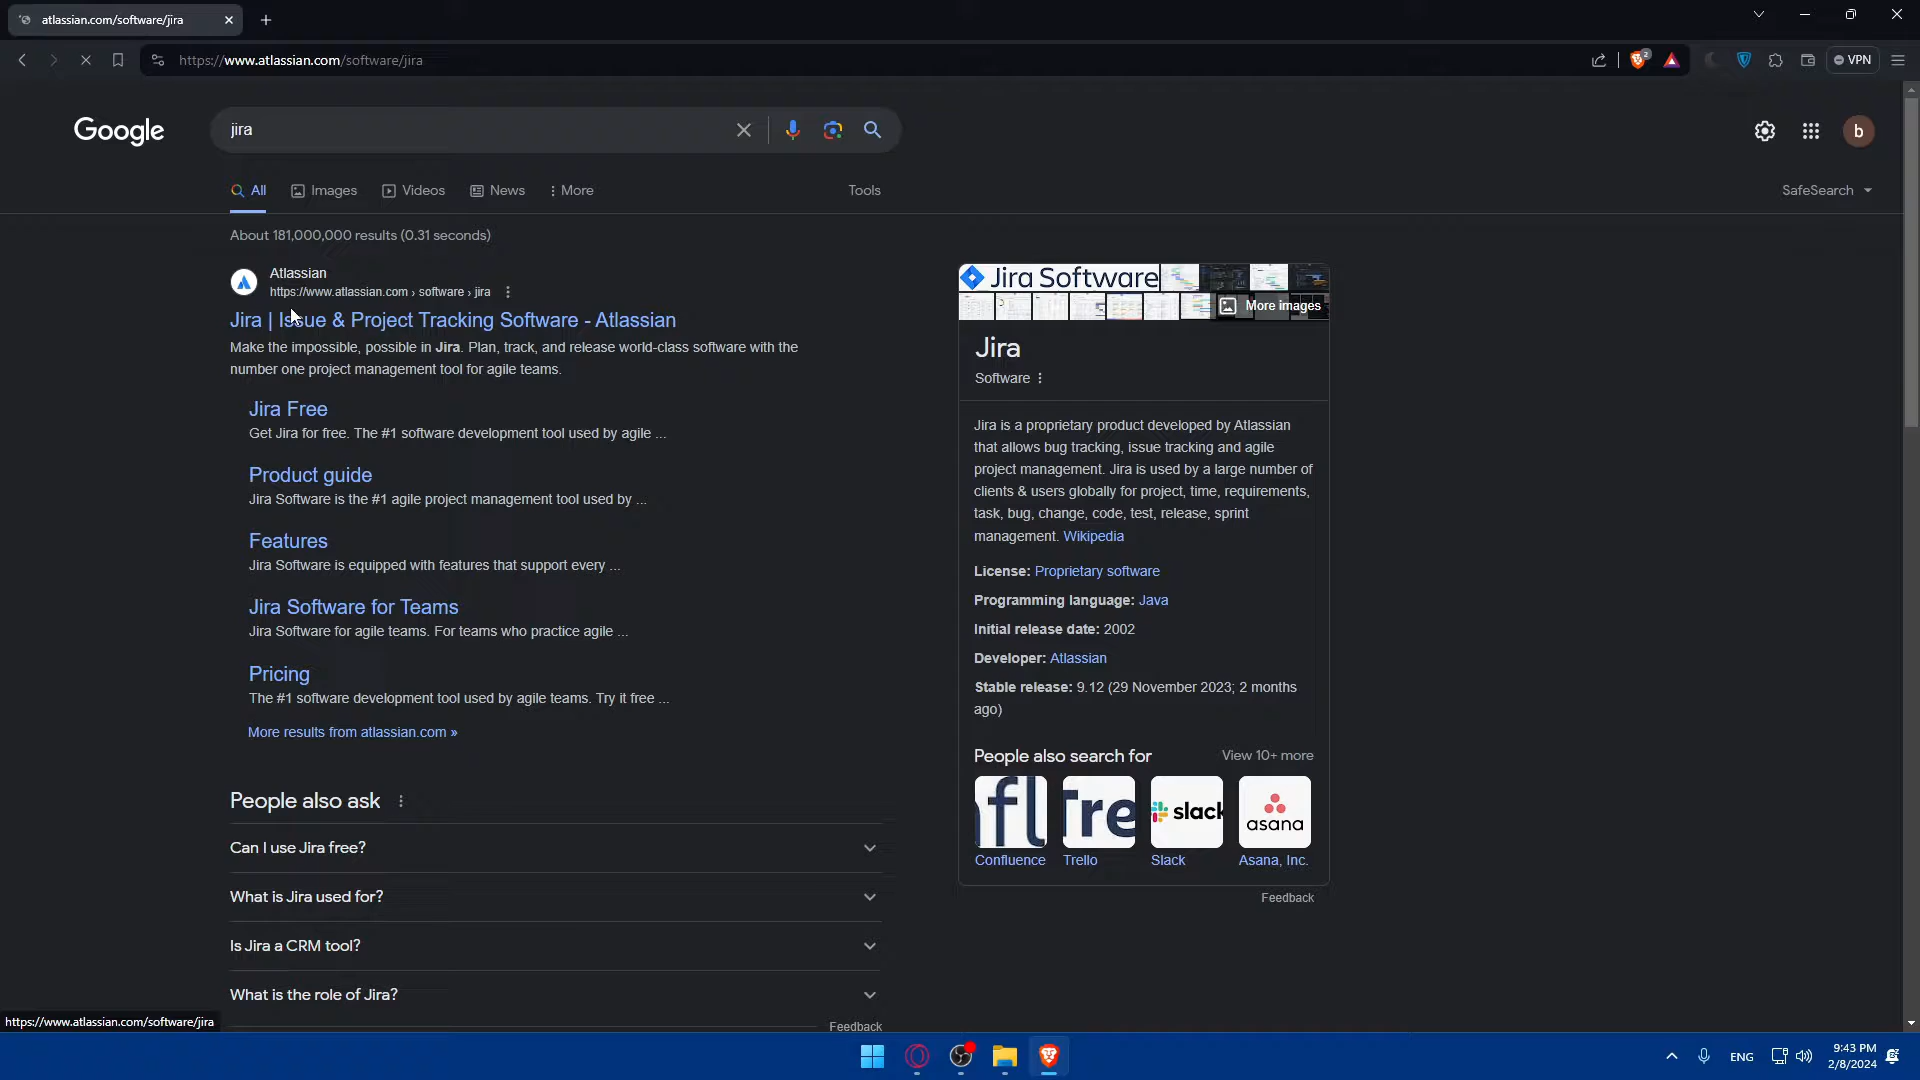 atlassian.com/software/jira
https://www.atlassian.com/software/jira
2
VPN
Google
jira
b
All
Images
Videos
News
More
Tools
SafeSearch
About 181,000,000 results (0.31 seconds)
Atlassian
https://www.atlassian.com › software › jira
Jira | Issue & Project Tracking Software - Atlassian
Make the impossible, possible in Jira. Plan, track, and release world-class software with the
number one project management tool for agile teams.
Jira Free
Get Jira for free. The #1 software development tool used by agile ...
Product guide
Jira Software is the #1 agile project management tool used by ...
Features
Jira Software is equipped with features that support every ...
Jira Software for Teams
Jira Software for agile teams. For teams who practice agile ...
Pricing
The #1 software development tool used by agile teams. Try it free ...
More results from atlassian.com »
People also ask
Can I use Jira free?
What is Jira used for?
Is Jira a CRM tool?
What is the role of Jira?
Feedback
Jira Software
More images
Jira
Software
Jira is a proprietary product developed by Atlassian
that allows bug tracking, issue tracking and agile
project management. Jira is used by a large number of
clients & users globally for project, time, requirements,
task, bug, change, code, test, release, sprint
management. Wikipedia
License: Proprietary software
Programming language: Java
Initial release date: 2002
Developer: Atlassian
Stable release: 9.12 (29 November 2023; 2 months
ago)
People also search for
View 10+ more
nfl
Tre
slack
asana
Confluence
Trello
Slack
Asana, Inc.
Feedback
https://www.atlassian.com/software/jira
ENG
9:43 PM
2/8/2024